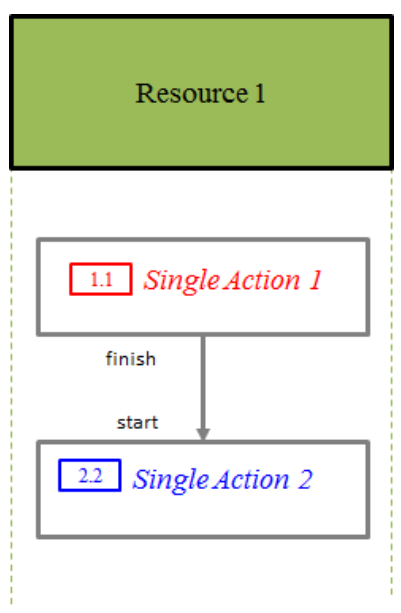 Resource 1
1.1 Single Action 1
finish
start
2.2 Single Action 2